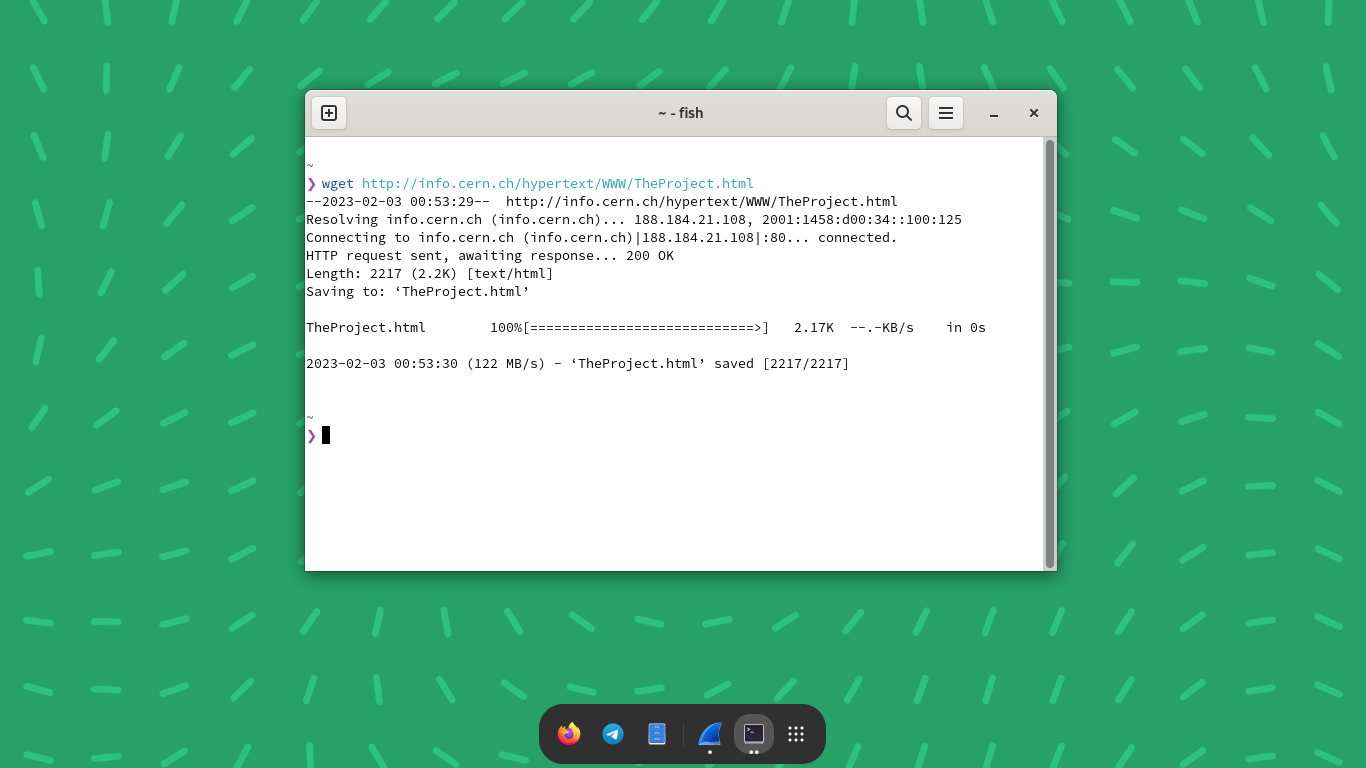 ~ - fish
~
❯ wget http://info.cern.ch/hypertext/WWW/TheProject.html
--2023-02-03 00:53:29--  http://info.cern.ch/hypertext/WWW/TheProject.html
Resolving info.cern.ch (info.cern.ch)... 188.184.21.108, 2001:1458:d00:34::100:125
Connecting to info.cern.ch (info.cern.ch)|188.184.21.108|:80... connected.
HTTP request sent, awaiting response... 200 OK
Length: 2217 (2.2K) [text/html]
Saving to: ‘TheProject.html’
TheProject.html        100%[============================>]   2.17K  --.-KB/s    in 0s
2023-02-03 00:53:30 (122 MB/s) - ‘TheProject.html’ saved [2217/2217]
~
❯